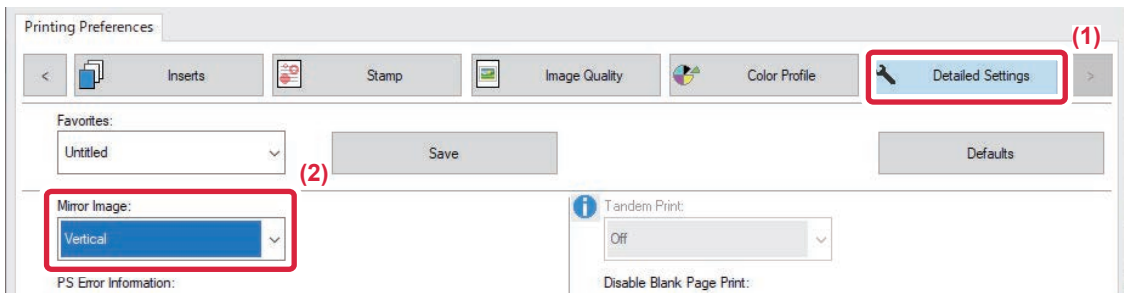 Printing Preferences
(1)
< Inserts Stamp Image Quality Color Profile Detailed Settings >
Favorites:
Untitled Save Defaults
(2)
Mirror Image: Tandem Print:
Vertical Off
PS Error Information: Disable Blank Page Print: